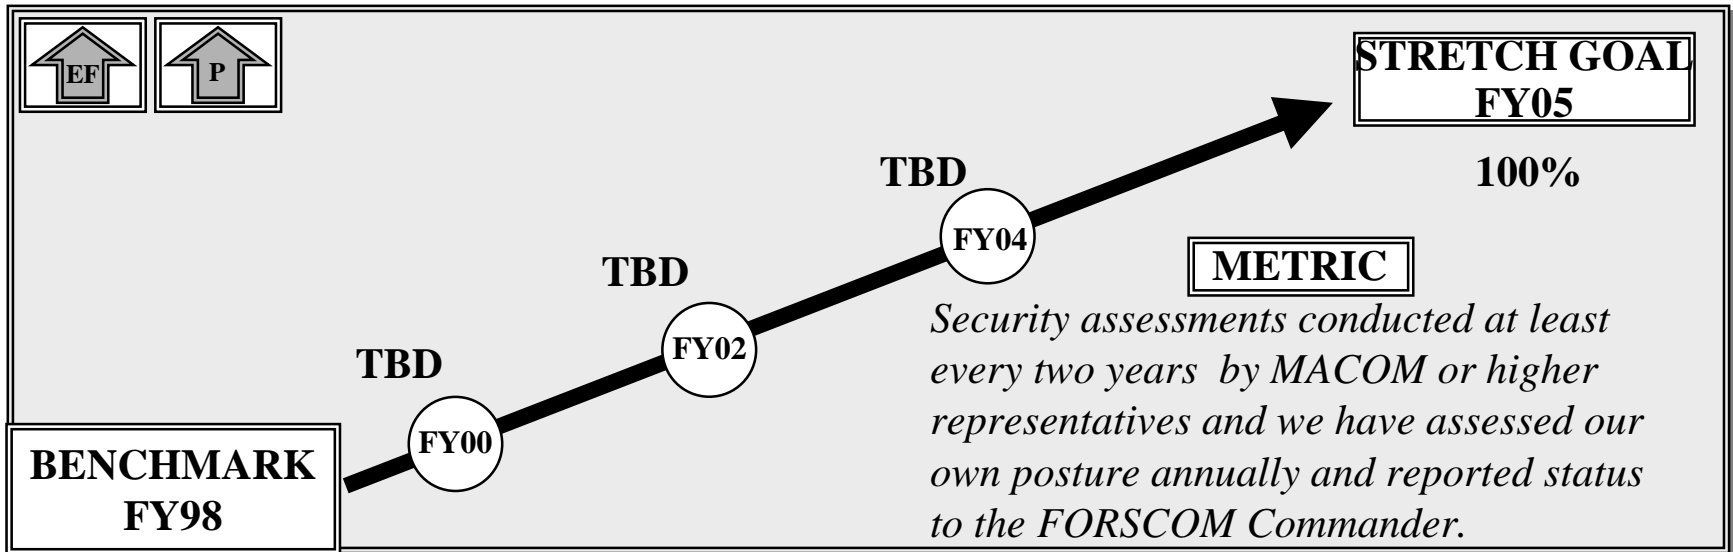 EF
P
STRETCH GOAL
FY05
100%
TBD
FY04
TBD
FY02
TBD
FY00
BENCHMARK
FY98
METRIC
Security assessments conducted at least
every two years by MACOM or higher
representatives and we have assessed our
own posture annually and reported status
to the FORSCOM Commander.